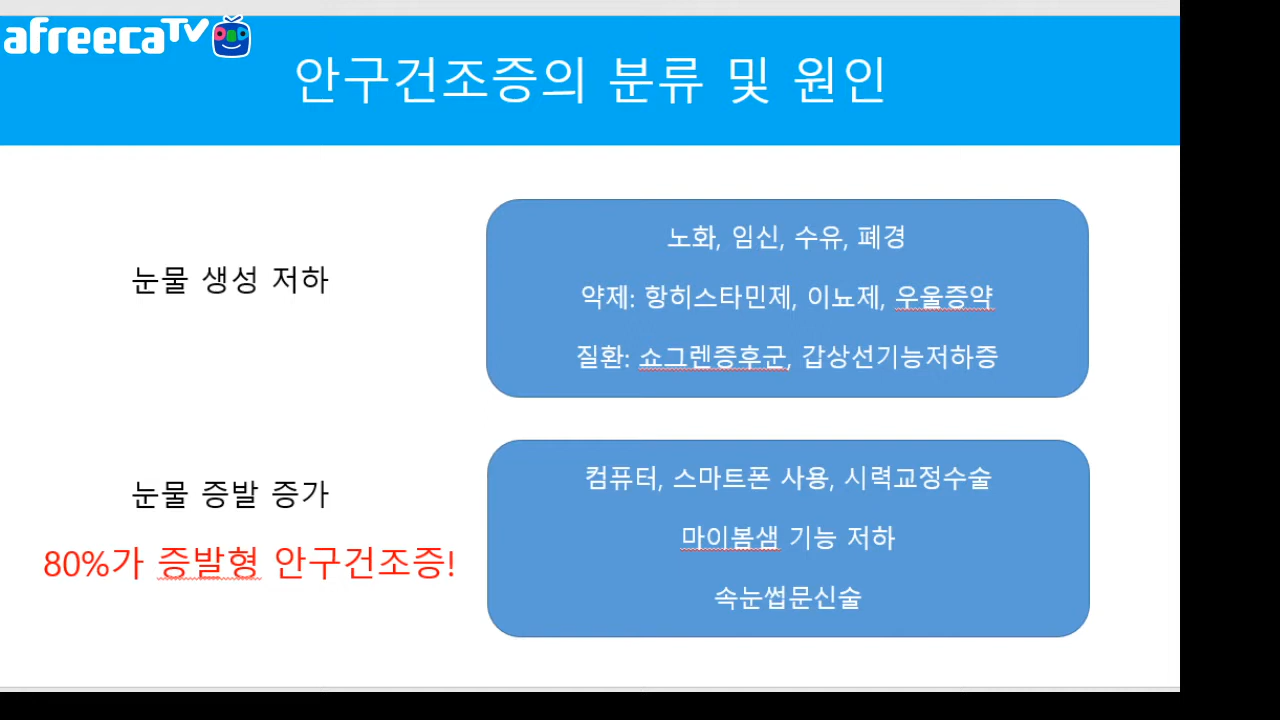 afreecaTV
안구건조증의 분류 및 원인
눈물 생성 저하
노화, 임신, 수유, 폐경
약제: 항히스타민제, 이뇨제, 우울증약
질환: 쇼그렌증후군, 갑상선기능저하증
눈물 증발 증가
80%가 증발형 안구건조증!
컴퓨터, 스마트폰 사용, 시력교정수술
마이봄샘 기능 저하
속눈썹문신술